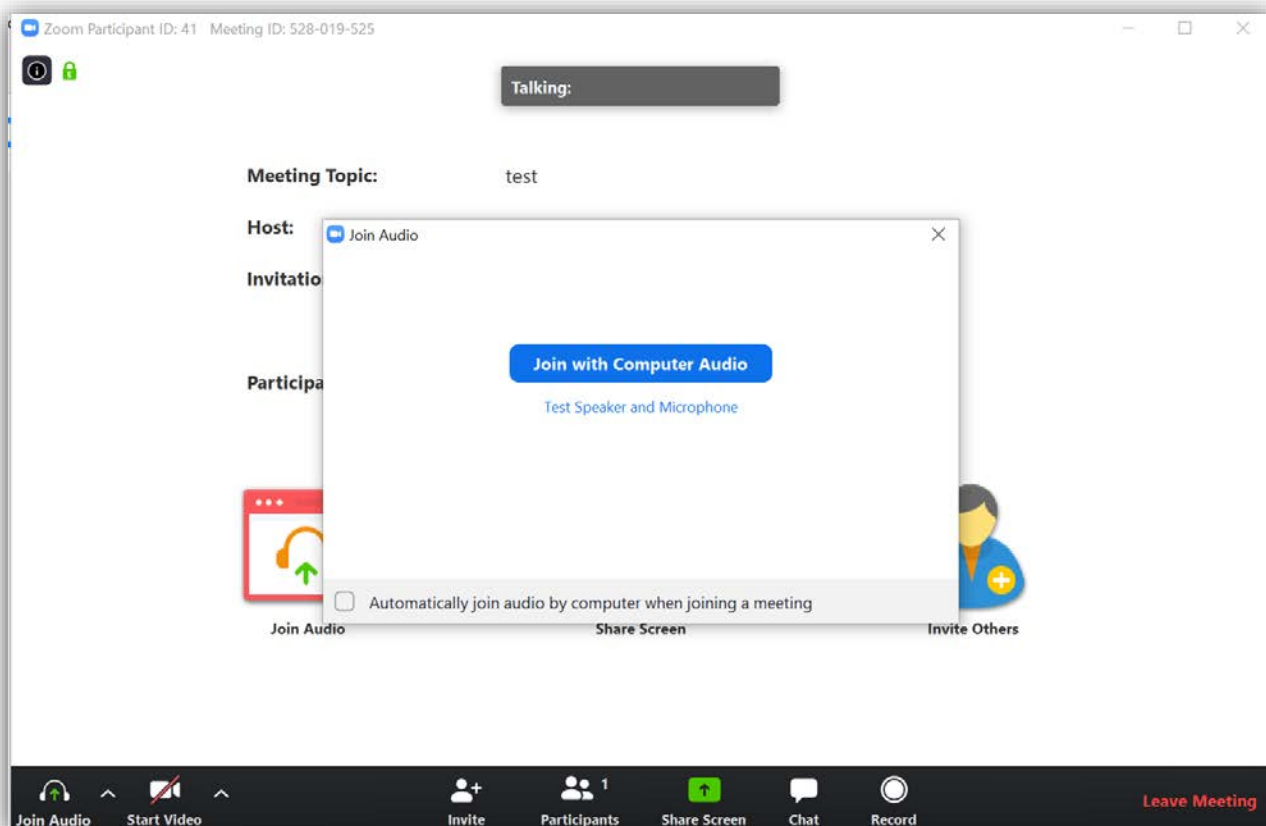 Zoom Participant ID: 41 Meeting ID: 528-019-525
Talking:
Meeting Topic: test
Host:
Join Audio
Invitatio
Join with Computer Audio
Participa
Test Speaker and Microphone
Automatically join audio by computer when joining a meeting
Join Audio Share Screen Invite Others
1
Join Audio Start Video Invite Participants Share Screen Chat Record Leave Meeting